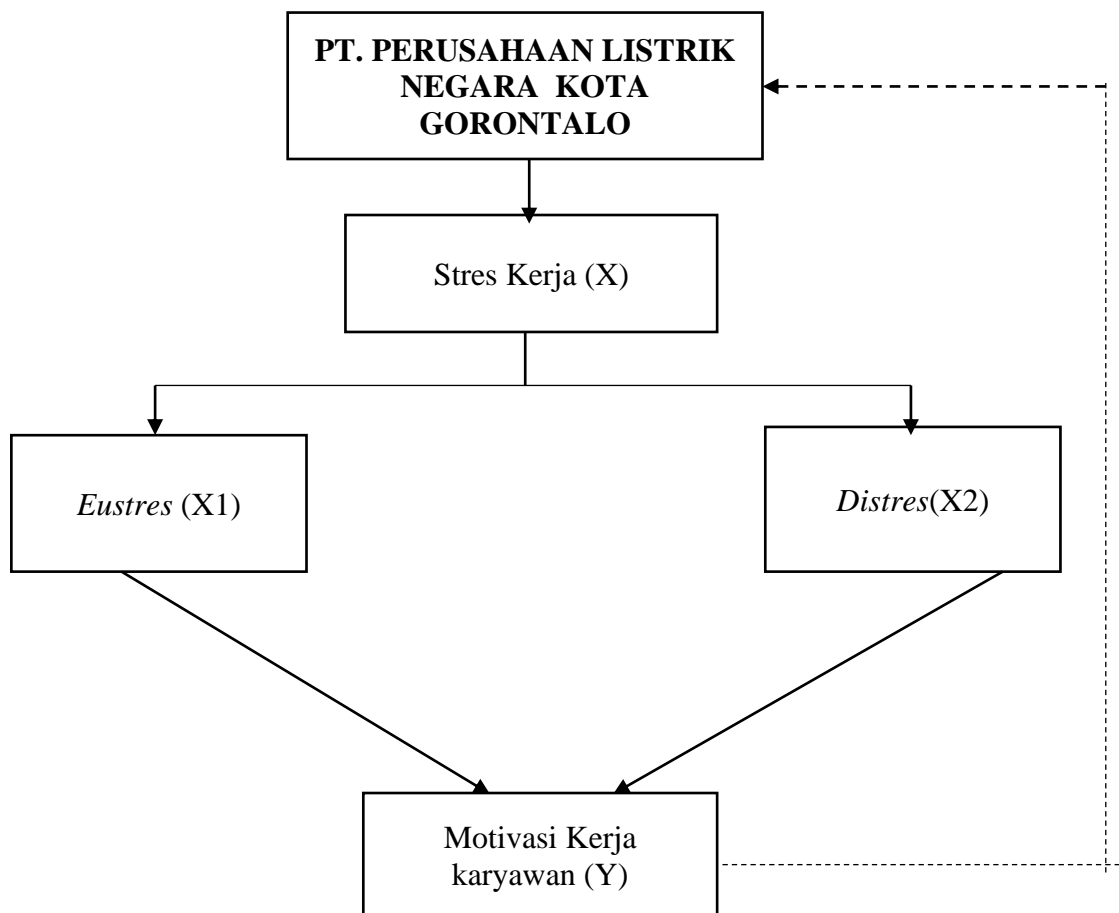 PT. PERUSAHAAN LISTRIK
NEGARA KOTA
GORONTALO
Stres Kerja (X)
Eustres (X1)
Distres(X2)
Motivasi Kerja
karyawan (Y)